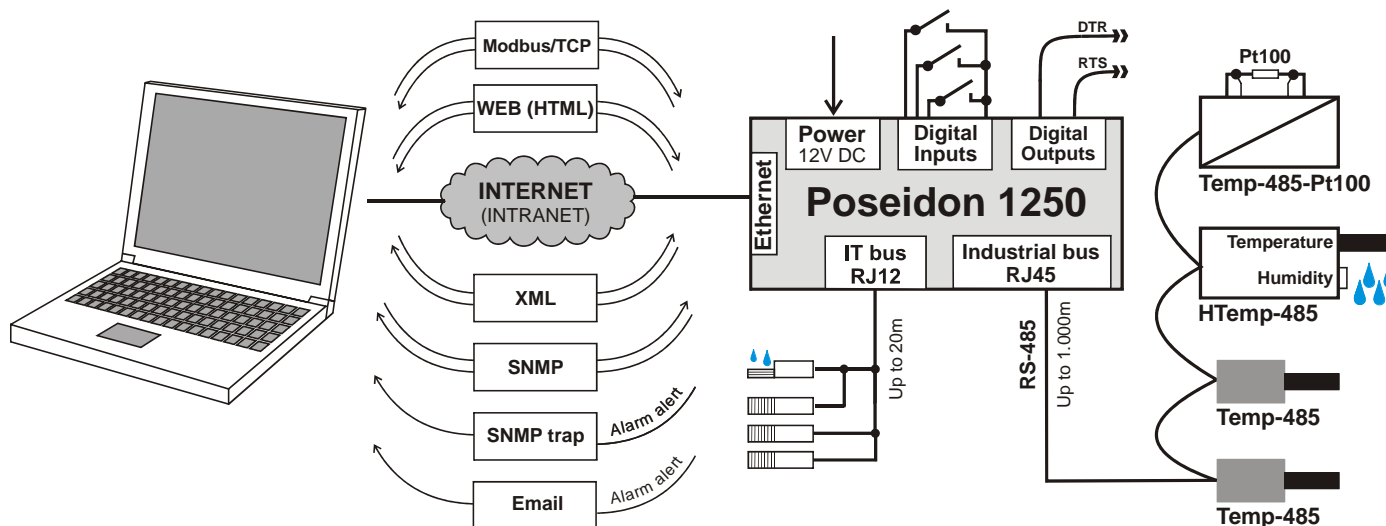 Modbus/TCP
WEB (HTML)
INTERNET
(INTRANET)
XML
SNMP
SNMP trap
Alarm alert
Email
Alarm alert
DTR
RTS
Power
12V DC
Digital
Inputs
Digital
Outputs
Ethernet
Poseidon 1250
IT bus
RJ12
Industrial bus
RJ45
Up to 20m
RS-485
Up to 1.000m
Pt100
Temp-485-Pt100
Temperature
Humidity
HTemp-485
Temp-485
Temp-485